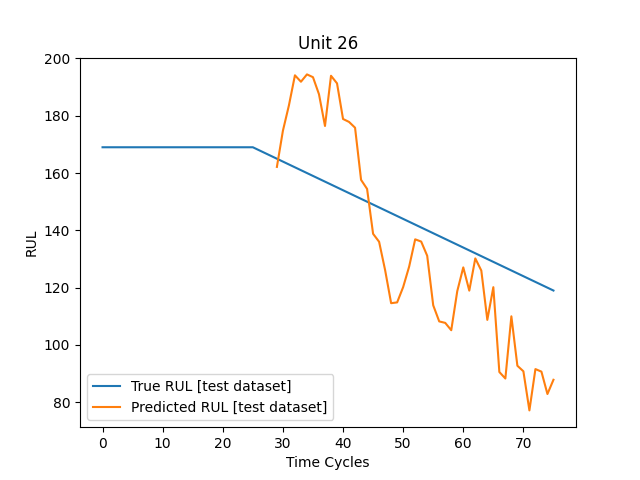 Unit 26
200
180
160
140
120
100
80
RUL
True RUL [test dataset]
Predicted RUL [test dataset]
0 10 20 30 40 50 60 70
Time Cycles